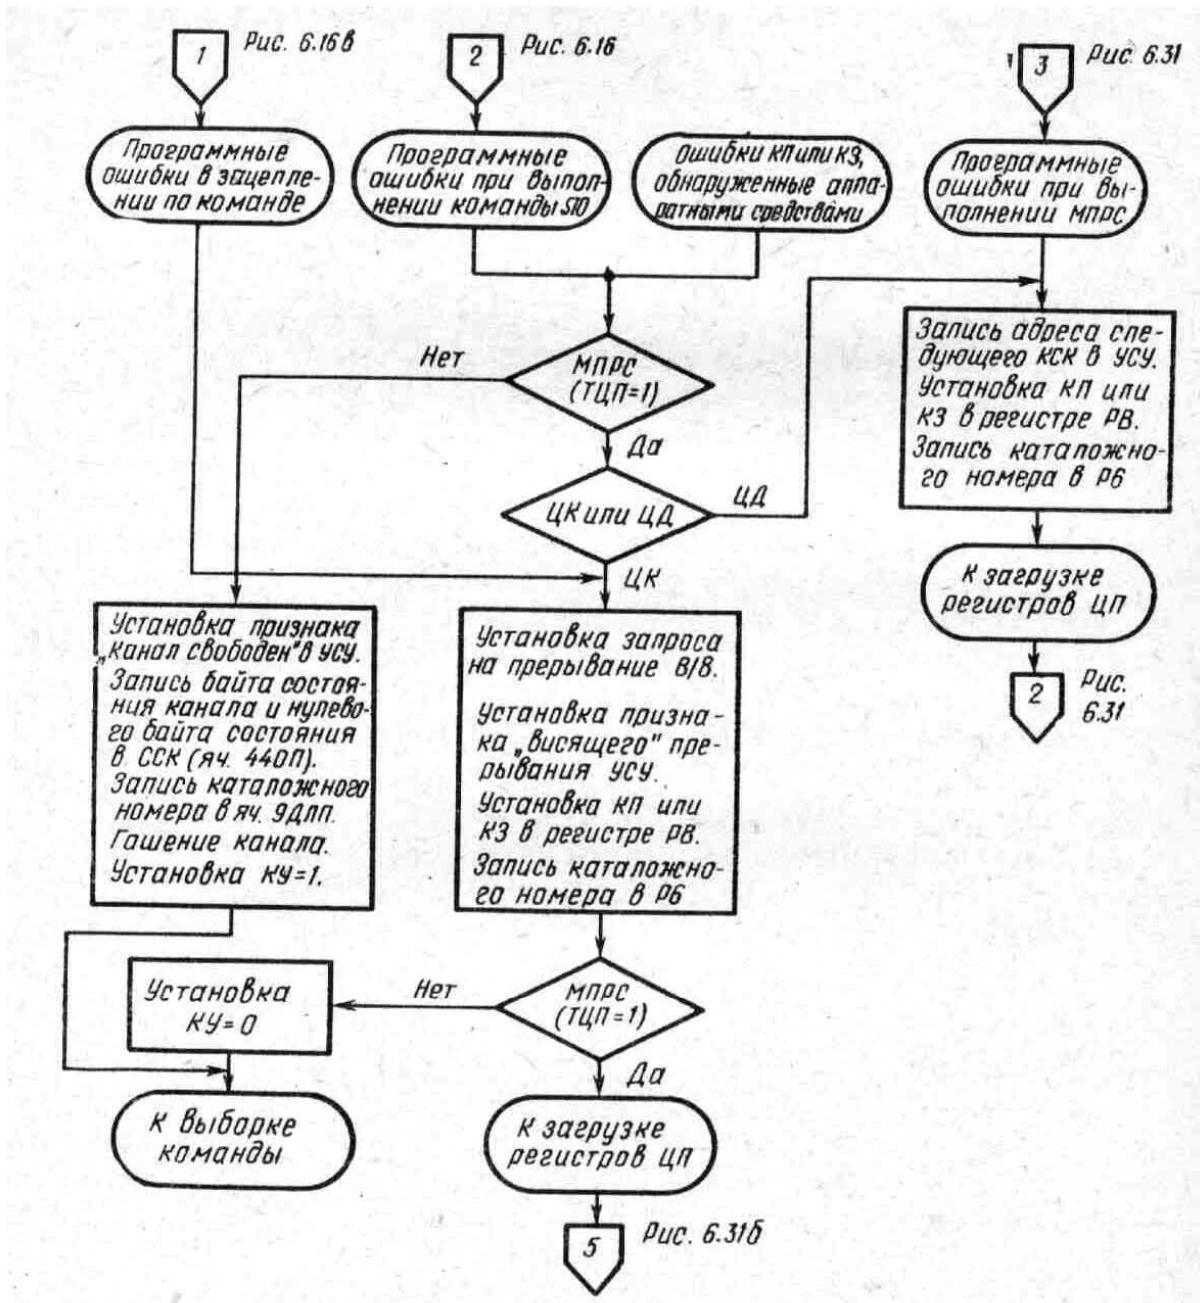 1
Рис. 6.16в
2
Рис. 6.16
3
Рис. 6.31
Программные
ошибки в зацепле-
нии по команде
Программные
ошибки при выпол-
нении команды SIO
Ошибки КП или КЗ,
обнаруженные аппа-
ратными средствами
Программные
ошибки при вы-
полнении МПРС
Нет
МПРС
(ТЦП=1)
Да
Запись адреса сле-
дующего КСК в УСУ.
Установка КП или
КЗ в регистре РВ.
Запись каталожно-
го номера в Р6
ЦК или ЦД
ЦД
ЦК
К загрузке
регистров ЦП
2
Рис.
6.31
Установка признака
„канал свободен" в УСУ.
Запись байта состоя-
ния канала и нулево-
го байта состояния
в ССК (яч. 44ОП).
Запись каталожного
номера в яч. 9ДЛП.
Гашение канала.
Установка КУ=1.
Установка запроса
на прерывание В/В.
Установка призна-
ка „висящего" пре-
рывания УСУ.
Установка КП или
КЗ в регистре РВ.
Запись каталожно-
го номера в Р6
Установка
КУ=0
Нет
МПРС
(ТЦП=1)
Да
К выборке
команды
К загрузке
регистров ЦП
5
Рис. 6.31б